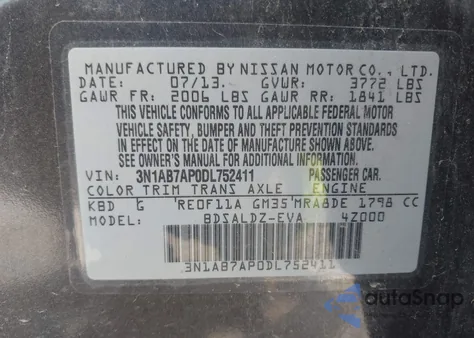 MANUFACTURED BY NISSAN MOTOR CO., LTD.
DATE: 07/13. GVWR: 3772 LBS
GAWR FR: 2006 LBS GAWR RR: 1841 LBS
THIS VEHICLE CONFORMS TO ALL APPLICABLE FEDERAL MOTOR
VEHICLE SAFETY, BUMPER AND THEFT PREVENTION STANDARDS
IN EFFECT ON THE DATE OF MANUFACTURE SHOWN ABOVE.
SEE OWNER'S MANUAL FOR ADDITIONAL INFORMATION.
VIN: 3N1AB7AP0DL752411 PASSENGER CAR.
COLOR TRIM TRANS AXLE ENGINE
KBD G RE0F11A GM35 MRA8DE 1798 CC
MODEL: BDSALDZ-EVA 4Z000
3N1AB7AP0DL752411
autoSnap